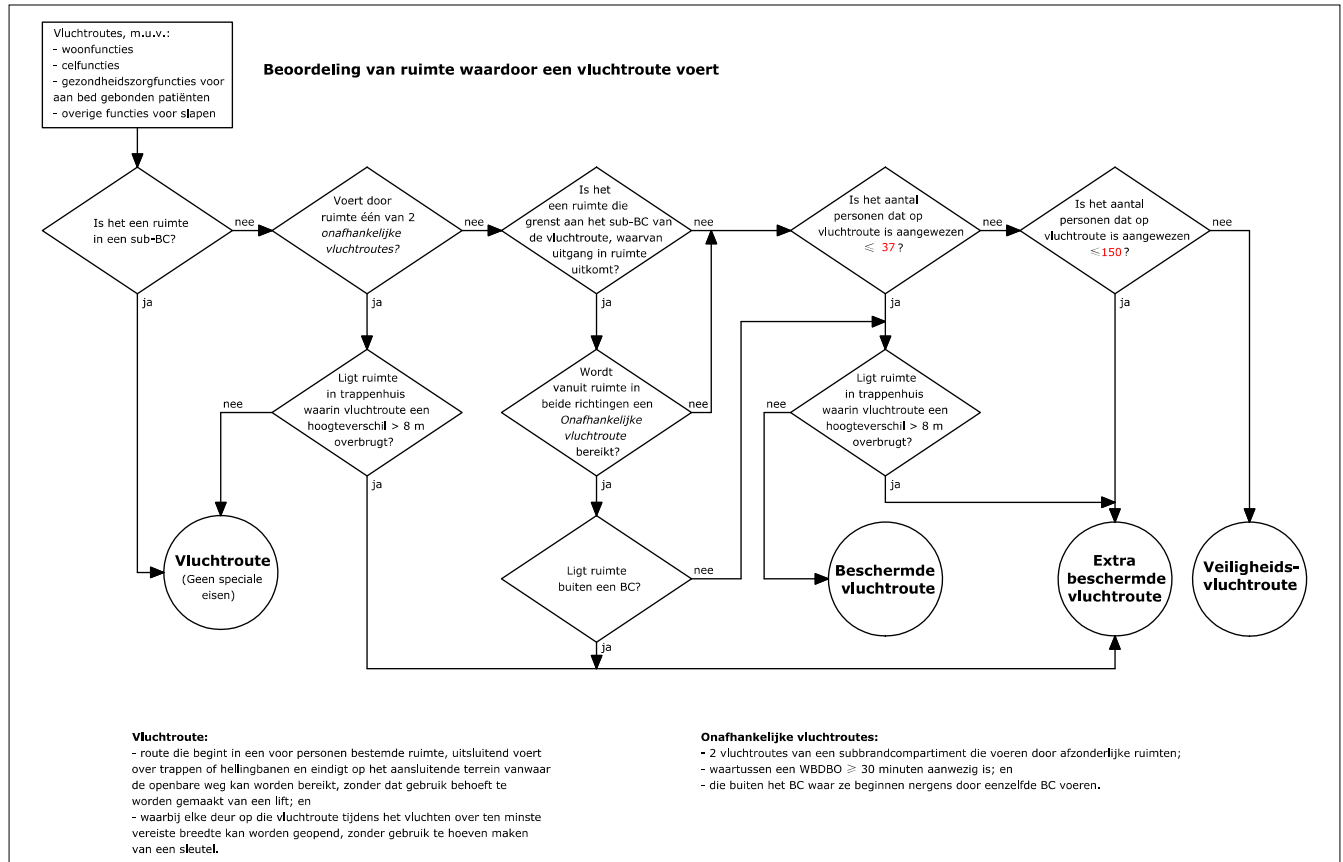 Vluchtroutes, m.u.v.:
- woonfuncties
- celfuncties
- gezondheidszorgfuncties voor
aan bed gebonden patiënten
- overige functies voor slapen
Beoordeling van ruimte waardoor een vluchtroute voert
Is het een ruimte
in een sub-BC?
nee
ja
Voert door
ruimte één van 2
onafhankelijke
vluchtroutes?
nee
ja
Is het
een ruimte die
grenst aan het sub-BC van
de vluchtroute, waarvan
uitgang in ruimte
uitkomt?
nee
ja
Is het aantal
personen dat op
vluchtroute is aangewezen
≤ 37 ?
nee
ja
Is het aantal
personen dat op
vluchtroute is aangewezen
≤150 ?
nee
ja
Ligt ruimte
in trappenhuis
waarin vluchtroute een
hoogteverschil > 8 m
overbrugt?
nee
ja
Wordt
vanuit ruimte in
beide richtingen een
Onafhankelijke
vluchtroute
bereikt?
nee
ja
Ligt ruimte
in trappenhuis
waarin vluchtroute een
hoogteverschil > 8 m
overbrugt?
nee
ja
Ligt ruimte
buiten een BC?
nee
ja
Vluchtroute
(Geen speciale
eisen)
Beschermde
vluchtroute
Extra
beschermde
vluchtroute
Veiligheids-
vluchtroute
Vluchtroute:
- route die begint in een voor personen bestemde ruimte, uitsluitend voert
over trappen of hellingbanen en eindigt op het aansluitende terrein vanwaar
de openbare weg kan worden bereikt, zonder dat gebruik behoeft te
worden gemaakt van een lift; en
- waarbij elke deur op die vluchtroute tijdens het vluchten over ten minste
vereiste breedte kan worden geopend, zonder gebruik te hoeven maken
van een sleutel.
Onafhankelijke vluchtroutes:
- 2 vluchtroutes van een subbrandcompartiment die voeren door afzonderlijke ruimten;
- waartussen een WBDBO ≥ 30 minuten aanwezig is; en
- die buiten het BC waar ze beginnen nergens door eenzelfde BC voeren.